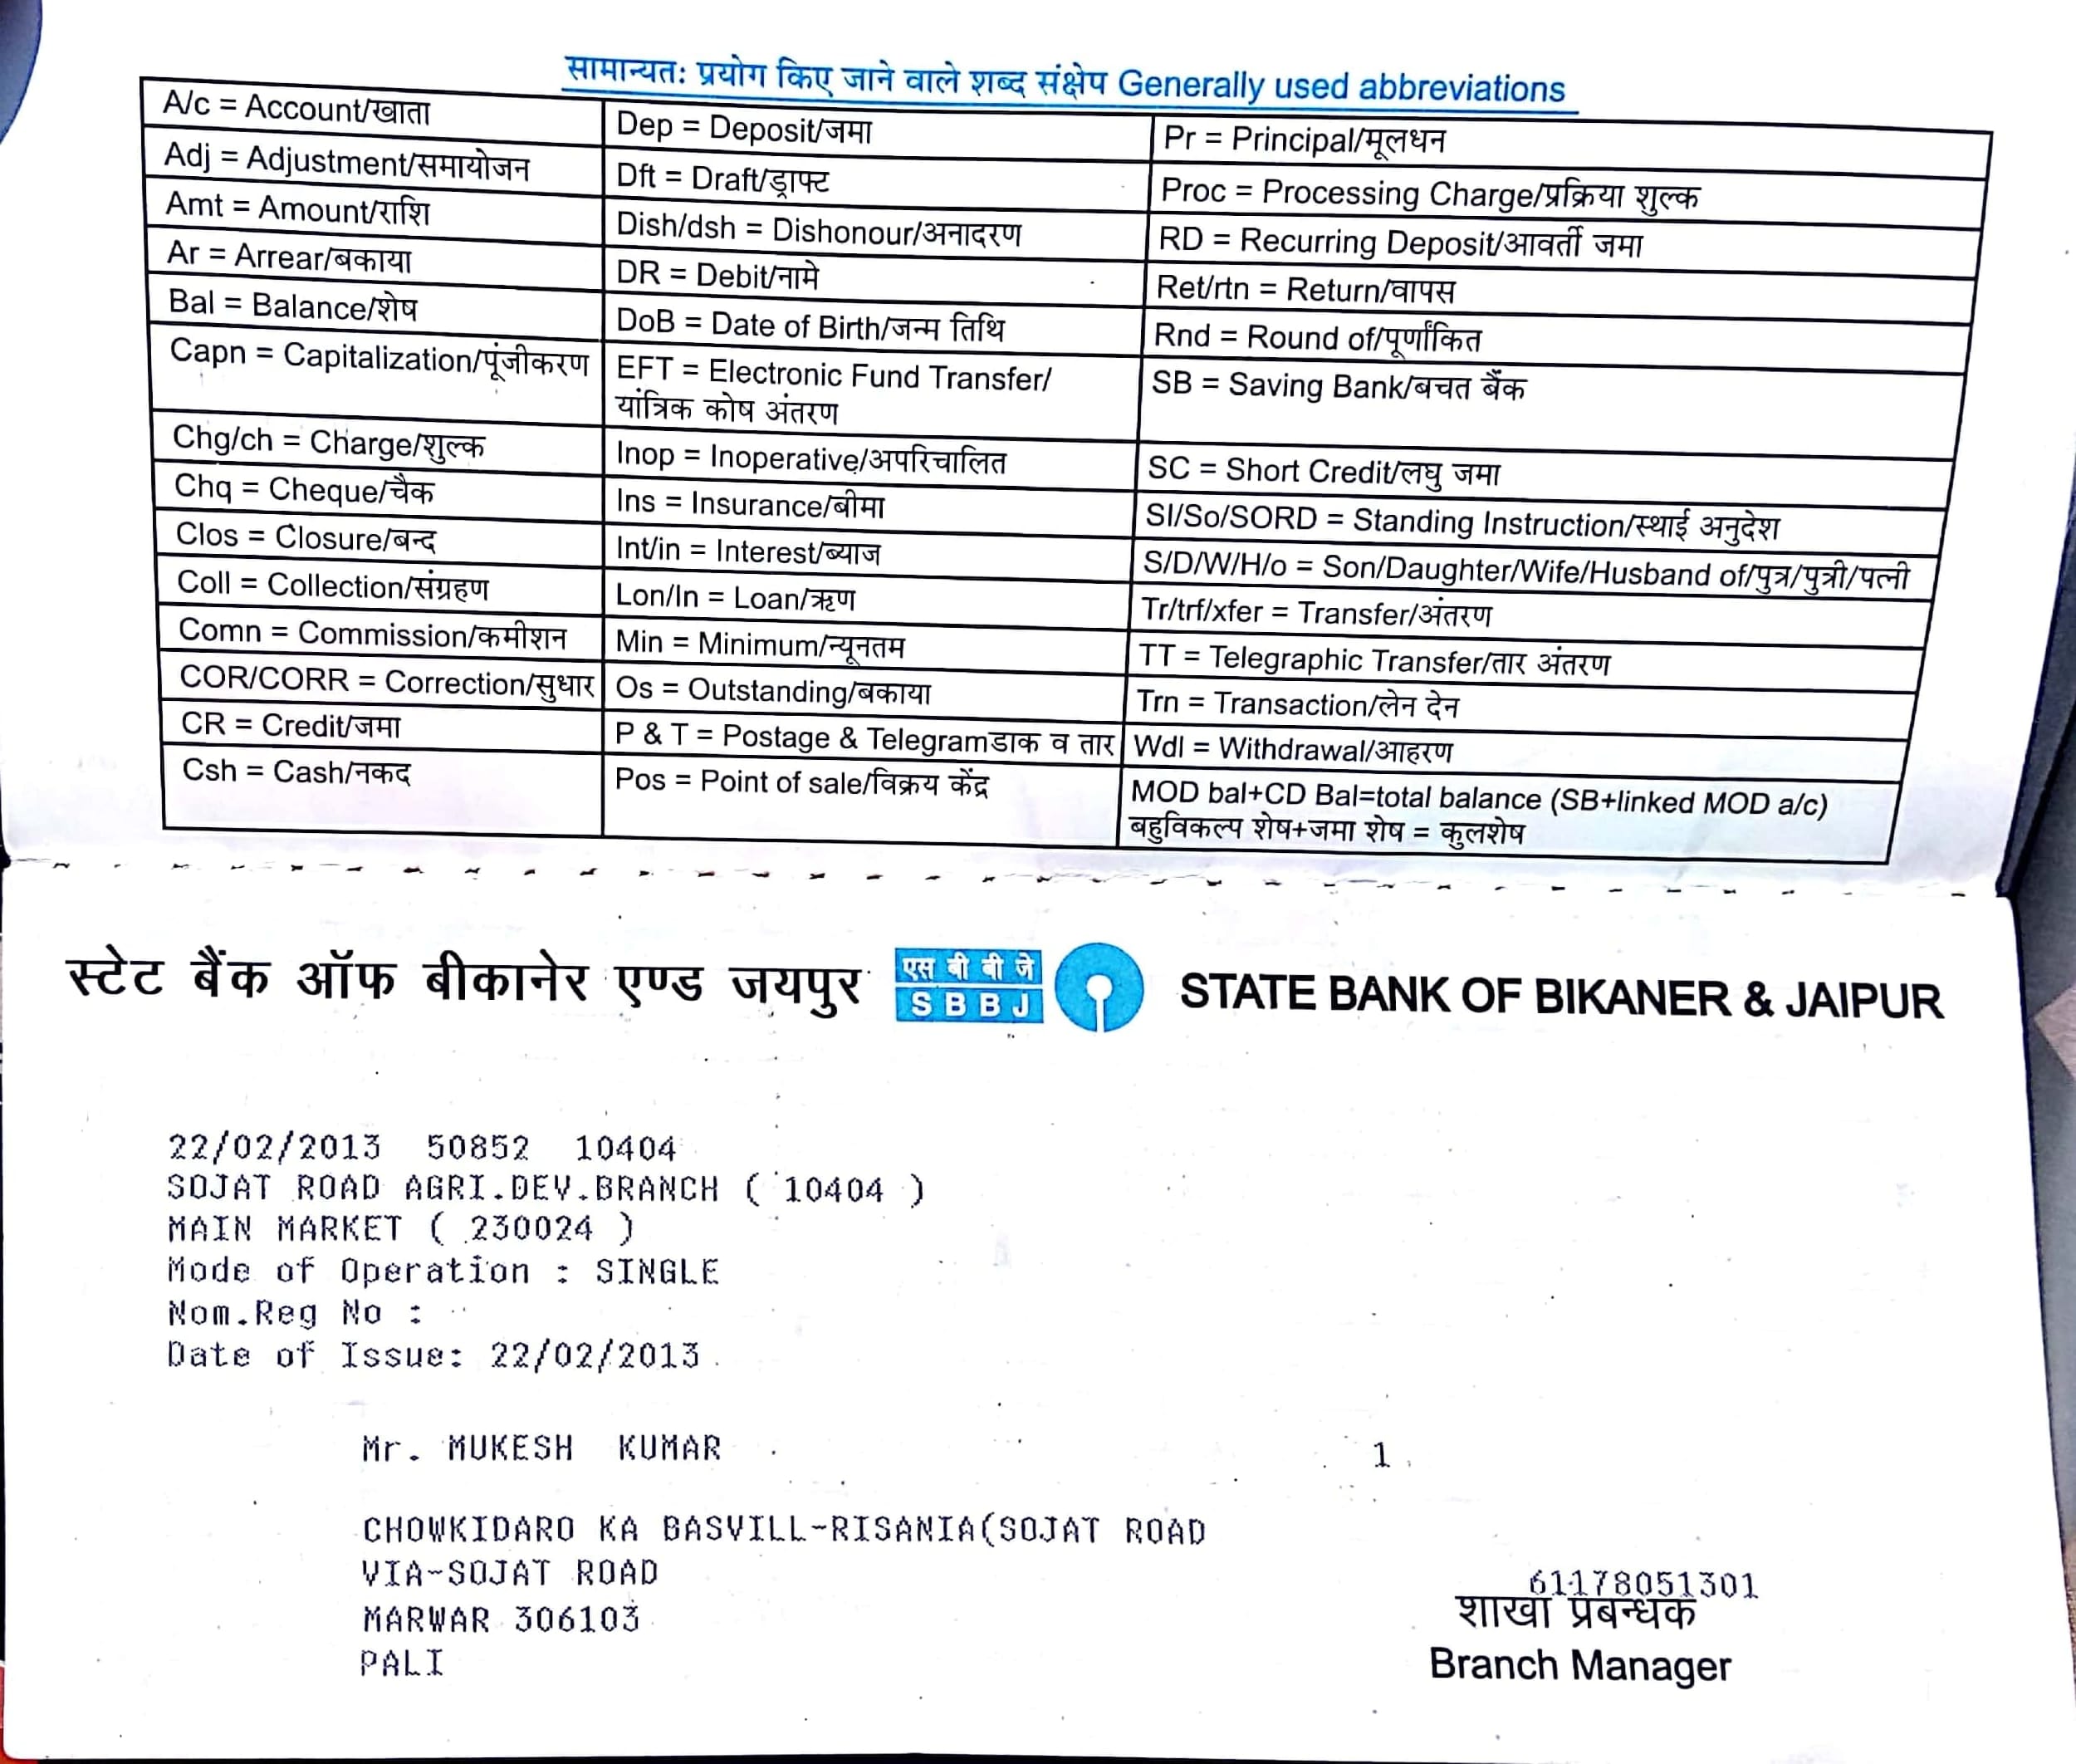 सामान्यतः प्रयोग किए जाने वाले शब्द संक्षेप Generally used abbreviations
A/c = Account/खाता
Adj = Adjustment/समायोजन
Amt = Amount/राशि
Ar = Arrear/बकाया
Bal = Balance/शेष
Capn = Capitalization/पूंजीकरण
Chg/ch = Charge/शुल्क
Chq = Cheque/चैक
Clos = Closure/बन्द
Coll = Collection/संग्रहण
Comn = Commission/कमीशन
COR/CORR = Correction/सुधार
CR = Credit/जमा
Csh = Cash/नकद
Dep = Deposit/जमा
Dft = Draft/ड्राफ्ट
Dish/dsh = Dishonour/अनादरण
DR = Debit/नामे
DoB = Date of Birth/जन्म तिथि
EFT = Electronic Fund Transfer/
यांत्रिक कोष अंतरण
Inop = Inoperative/अपरिचालित
Ins = Insurance/बीमा
Int/in = Interest/ब्याज
Lon/ln = Loan/ऋण
Min = Minimum/न्यूनतम
Os = Outstanding/बकाया
P & T = Postage & Telegramडाक व तार
Pos = Point of sale/विक्रय केंद्र
Pr = Principal/मूलधन
Proc = Processing Charge/प्रक्रिया शुल्क
RD = Recurring Deposit/आवर्ती जमा
Ret/rtn = Return/वापस
Rnd = Round of/पूर्णांकित
SB = Saving Bank/बचत बैंक
SC = Short Credit/लघु जमा
SI/So/SORD = Standing Instruction/स्थाई अनुदेश
S/D/W/H/o = Son/Daughter/Wife/Husband of/पुत्र/पुत्री/पत्नी
Tr/trf/xfer = Transfer/अंतरण
TT = Telegraphic Transfer/तार अंतरण
Trn = Transaction/लेन देन
Wdl = Withdrawal/आहरण
MOD bal+CD Bal=total balance (SB+linked MOD a/c)
बहुविकल्प शेष+जमा शेष = कुलशेष
स्टेट बैंक ऑफ बीकानेर एण्ड जयपुर एस बी बी जे SBBJ STATE BANK OF BIKANER & JAIPUR
22/02/2013 50852 10404
SOJAT ROAD AGRI.DEV.BRANCH ( 10404 )
MAIN MARKET ( 230024 )
Mode of Operation : SINGLE
Nom.Reg No :
Date of Issue: 22/02/2013
Mr. MUKESH KUMAR 1
CHOWKIDARO KA BASVILL-RISANIA(SOJAT ROAD
VIA-SOJAT ROAD
MARWAR 306103
PALI
61178051301
शाखा प्रबन्धक
Branch Manager